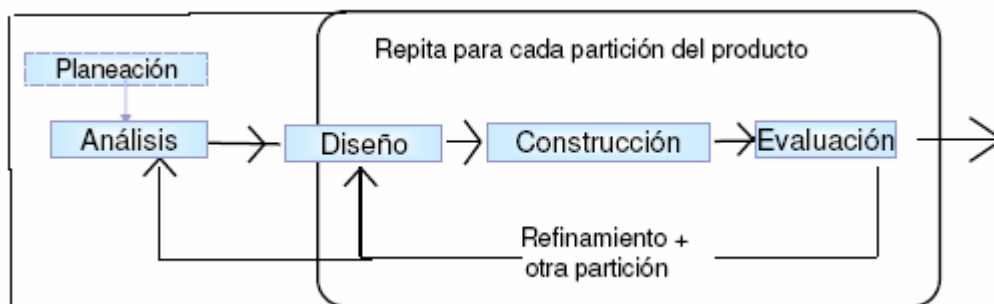 Repita para cada partición del producto
Planeación
Análisis
Diseño
Construcción
Evaluación
Refinamiento +
otra partición